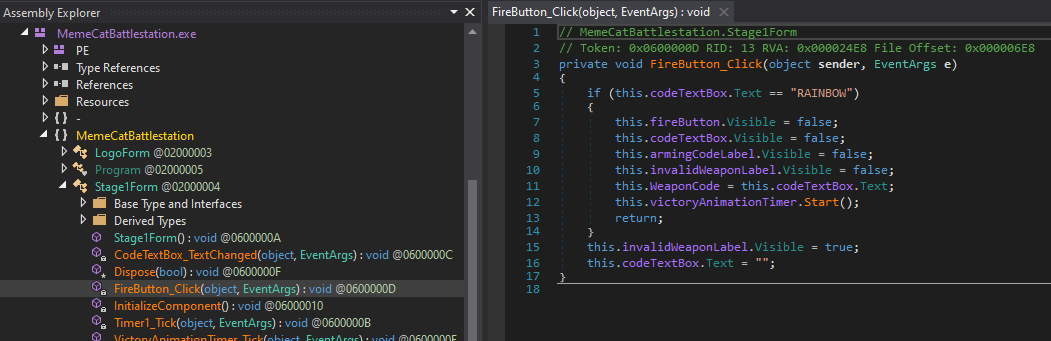 Assembly Explorer
MemeCatBattlestation.exe
PE
Type References
References
Resources
{ } -
{ } MemeCatBattlestation
LogoForm @02000003
Program @02000005
Stage1Form @02000004
Base Type and Interfaces
Derived Types
Stage1Form() : void @0600000A
CodeTextBox_TextChanged(object, EventArgs) : void @0600000C
Dispose(bool) : void @0600000F
FireButton_Click(object, EventArgs) : void @0600000D
InitializeComponent() : void @06000010
Timer1_Tick(object, EventArgs) : void @0600000B
VictoryAnimationTimer_Tick(object, EventArgs) : void @0600000E
FireButton_Click(object, EventArgs) : void ×
1 // MemeCatBattlestation.Stage1Form
2 // Token: 0x0600000D RID: 13 RVA: 0x000024E8 File Offset: 0x000006E8
3 private void FireButton_Click(object sender, EventArgs e)
4 {
5 if (this.codeTextBox.Text == "RAINBOW")
6 {
7 this.fireButton.Visible = false;
8 this.codeTextBox.Visible = false;
9 this.armingCodeLabel.Visible = false;
10 this.invalidWeaponLabel.Visible = false;
11 this.WeaponCode = this.codeTextBox.Text;
12 this.victoryAnimationTimer.Start();
13 return;
14 }
15 this.invalidWeaponLabel.Visible = true;
16 this.codeTextBox.Text = "";
17 }
18